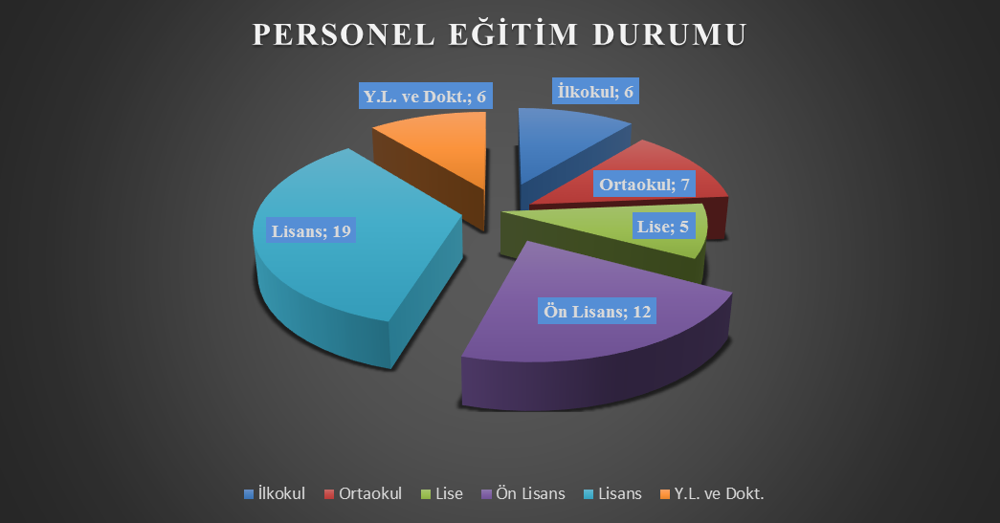 PERSONEL EĞİTİM DURUMU
Y.L. ve Dokt.; 6
İlkokul; 6
Ortaokul; 7
Lise; 5
Lisans; 19
Ön Lisans; 12
İlkokul Ortaokul Lise Ön Lisans Lisans Y.L. ve Dokt.